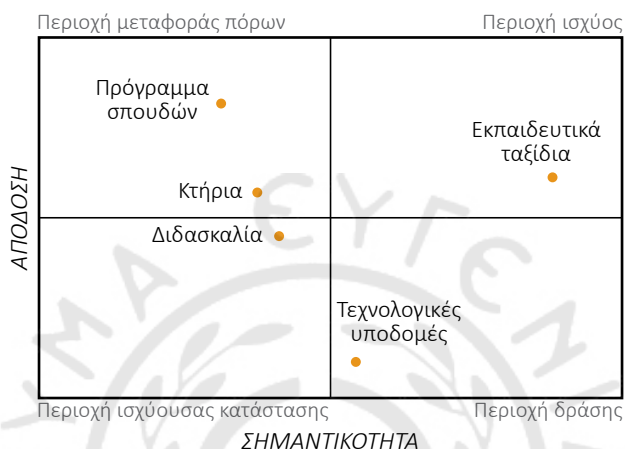 Περιοχή μεταφοράς πόρων
Περιοχή ισχύος
Πρόγραμμα
σπουδών
Εκπαιδευτικά
ταξίδια
Κτήρια
Διδασκαλία
ΑΠΟΔΟΣΗ
Τεχνολογικές
υποδομές
Περιοχή ισχύουσας κατάστασης
Περιοχή δράσης
ΣΗΜΑΝΤΙΚΟΤΗΤΑ